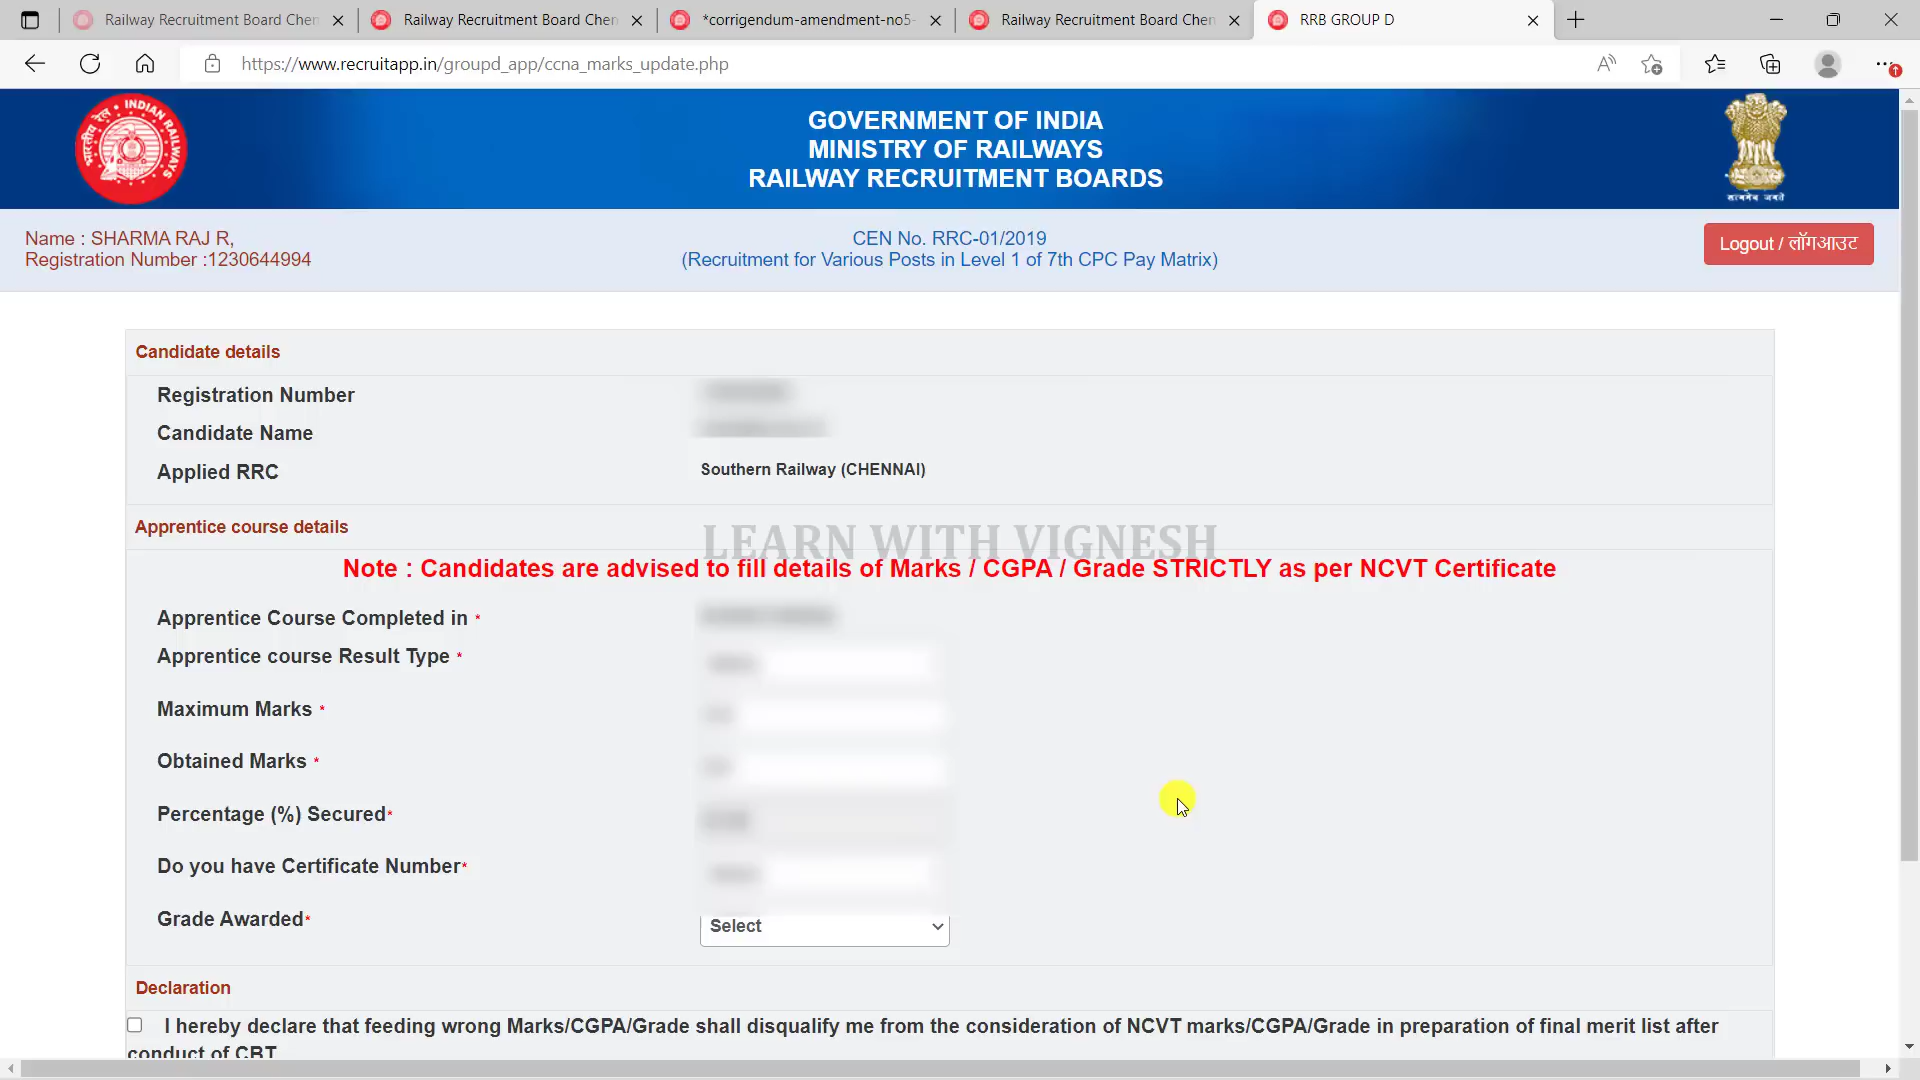 Railway Recruitment Board Chen
Railway Recruitment Board Chen
*corrigendum-amendment-no5-
Railway Recruitment Board Chen
RRB GROUP D
https://www.recruitapp.in/groupd_app/ccna_marks_update.php
INDIAN RAILWAYS
भारतीय रेल
GOVERNMENT OF INDIA
MINISTRY OF RAILWAYS
RAILWAY RECRUITMENT BOARDS
सत्यमेव जयते
Name : SHARMA RAJ R,
Registration Number :1230644994
CEN No. RRC-01/2019
(Recruitment for Various Posts in Level 1 of 7th CPC Pay Matrix)
Logout / लॉगआउट
Candidate details
Registration Number
Candidate Name
Applied RRC Southern Railway (CHENNAI)
Apprentice course details
LEARN WITH VIGNESH
Note : Candidates are advised to fill details of Marks / CGPA / Grade STRICTLY as per NCVT Certificate
Apprentice Course Completed in *
Apprentice course Result Type *
Maximum Marks *
Obtained Marks *
Percentage (%) Secured*
Do you have Certificate Number*
Grade Awarded* Select
Declaration
I hereby declare that feeding wrong Marks/CGPA/Grade shall disqualify me from the consideration of NCVT marks/CGPA/Grade in preparation of final merit list after
conduct of CBT